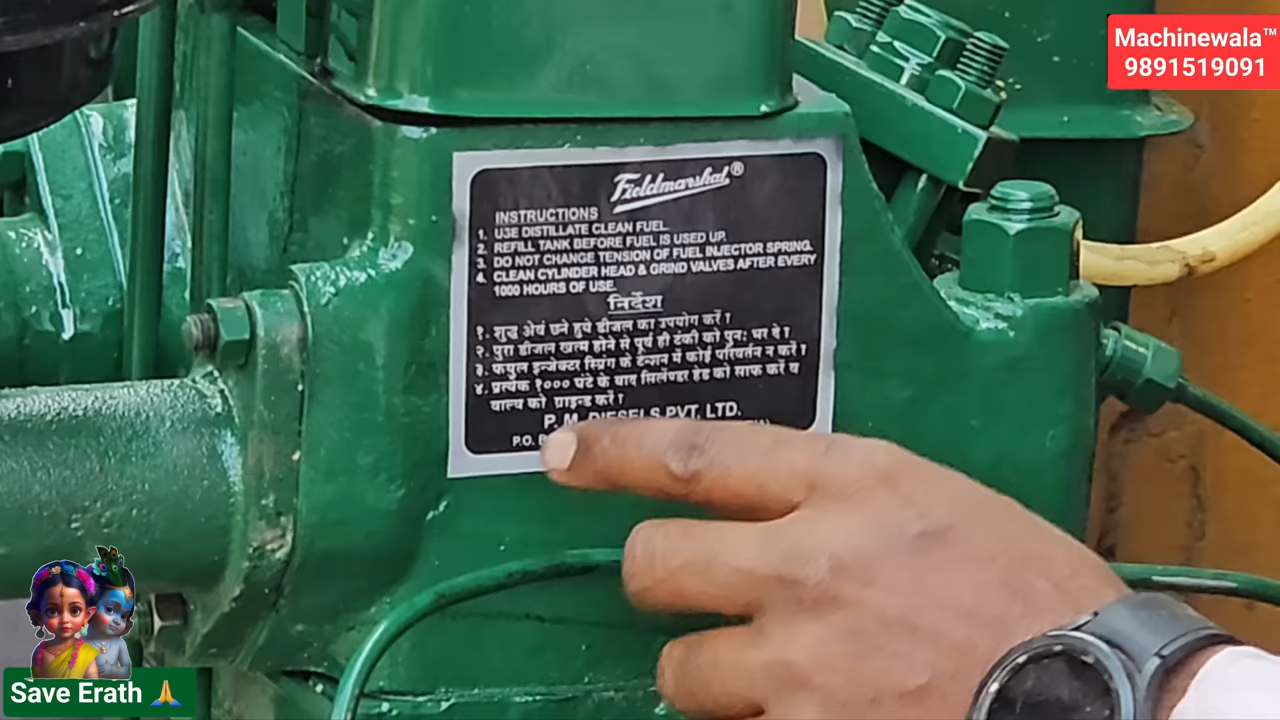 Machinewala™
9891519091
Fieldmarshal®
INSTRUCTIONS
1. U3E DISTILLATE CLEAN FUEL.
2. REFILL TANK BEFORE FUEL IS USED UP.
3. DO NOT CHANGE TENSION OF FUEL INJECTOR SPRING.
4. CLEAN CYLINDER HEAD & GRIND VALVES AFTER EVERY
1000 HOURS OF USE.
निर्देश
१. शुद्ध अेवं छने हुये डीजल का उपयोग करें।
२. पुरा डीजल खत्म होने से पूर्व ही टंकी को पुनः भर दे।
३. फयुल इन्जेक्टर स्प्रिंग के टेन्शन में कोई परिवर्तन न करें।
४. प्रत्येक १००० घंटे के बाद सिलेण्डर हेड को साफ करें व
वाल्व को ग्राइन्ड करें।
P. M. DIESELS PVT. LTD.
P.O.
Save Erath 🙏